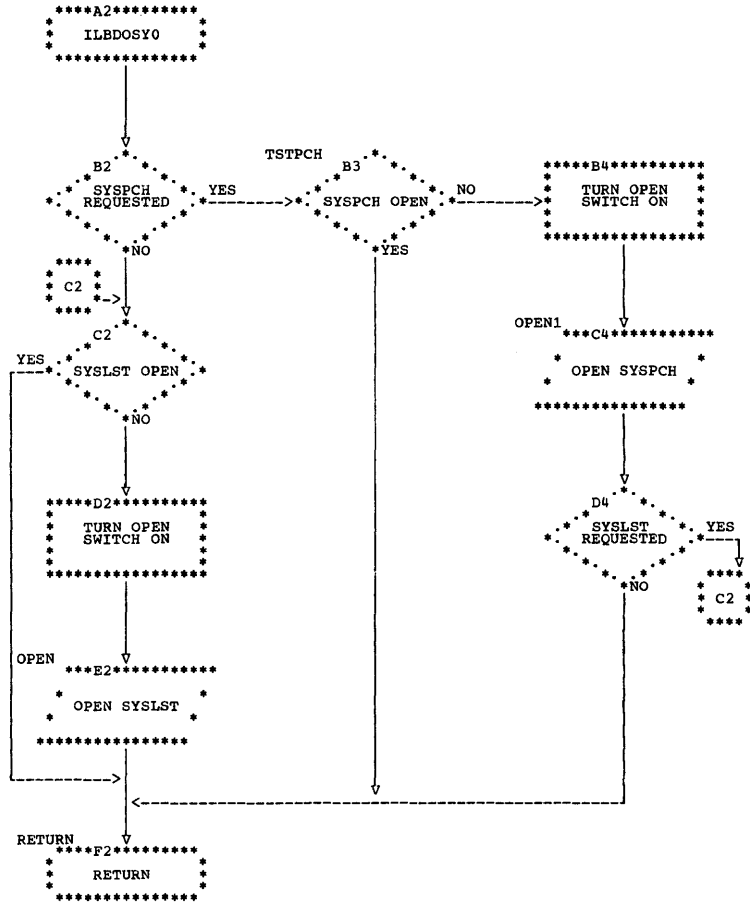 A2
ILBDOSY0
B2
SYSPCH
REQUESTED
YES
NO
TSTPCH
B3
SYSPCH OPEN
NO
YES
B4
TURN OPEN
SWITCH ON
C2
C2
YES
SYSLST OPEN
NO
OPEN1
C4
OPEN SYSPCH
D2
TURN OPEN
SWITCH ON
D4
SYSLST
REQUESTED
YES
NO
C2
OPEN
E2
OPEN SYSLST
RETURN
F2
RETURN